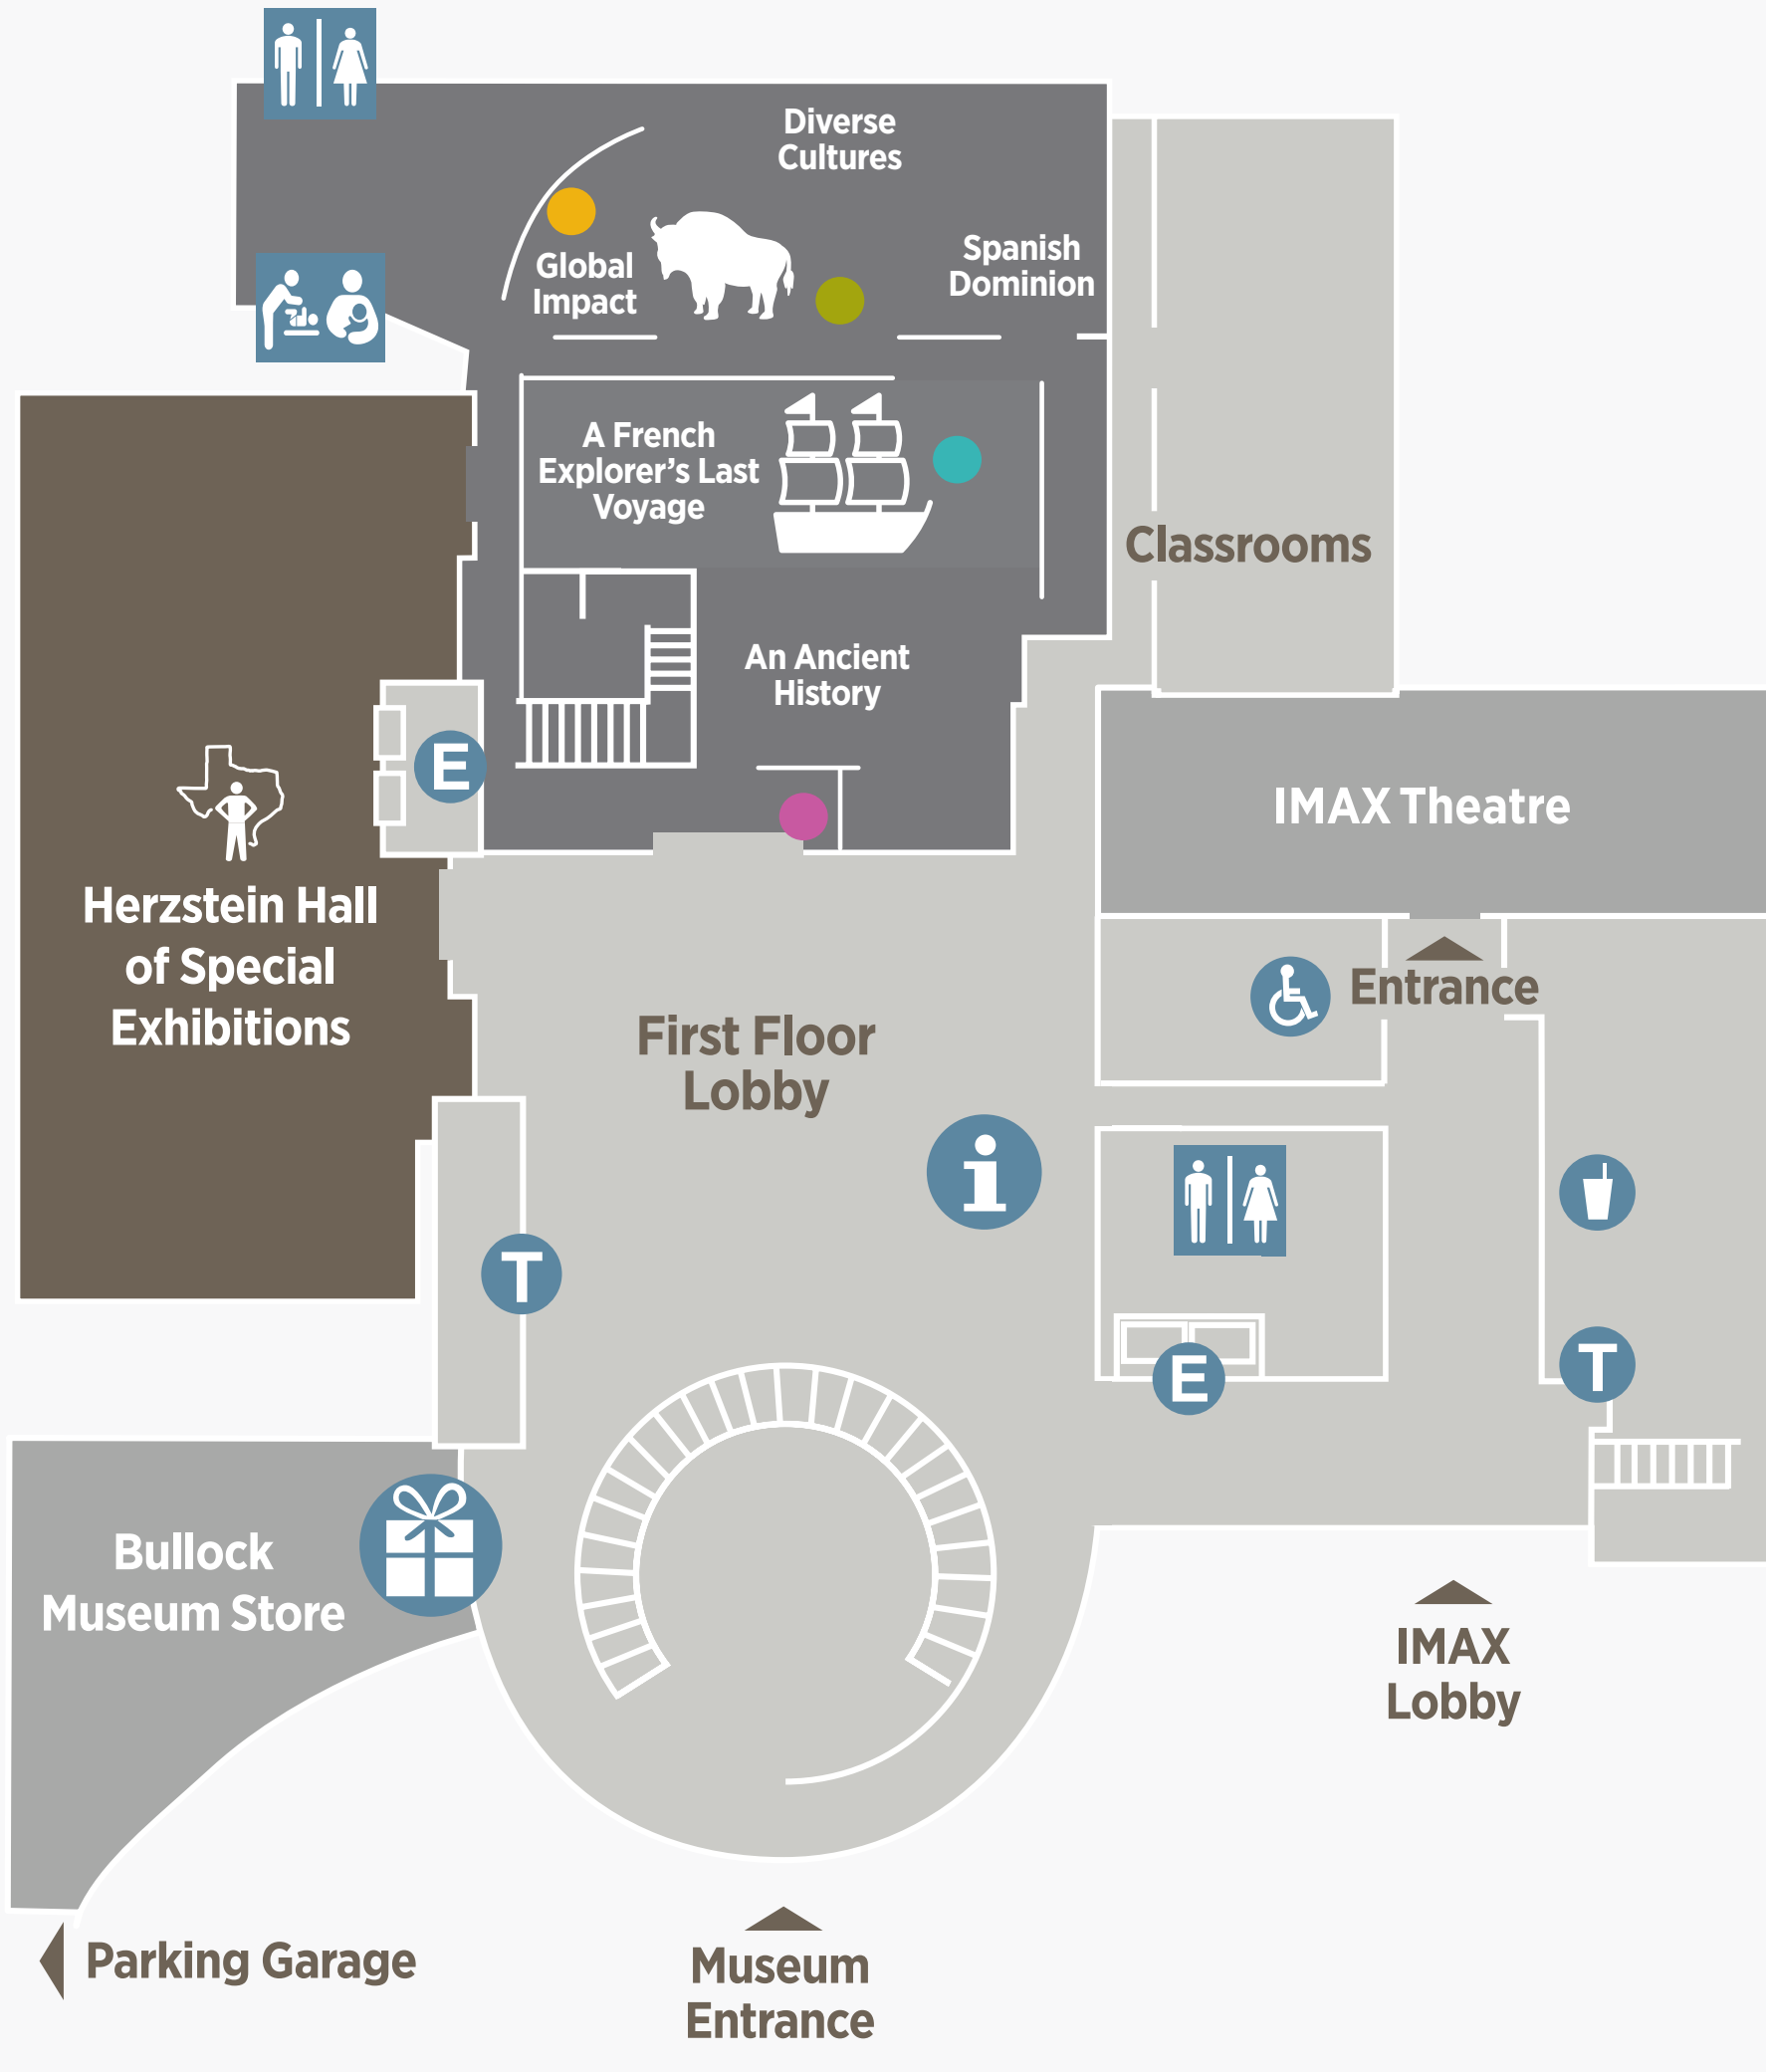 Diverse
Cultures
Global
Impact
Spanish
Dominion
A French
Explorer’s Last
Voyage
Classrooms
An Ancient
History
E
IMAX Theatre
Herzstein Hall
of Special
Exhibitions
Entrance
First Floor
Lobby
i
T
E
T
Bullock
Museum Store
IMAX
Lobby
Parking Garage
Museum
Entrance